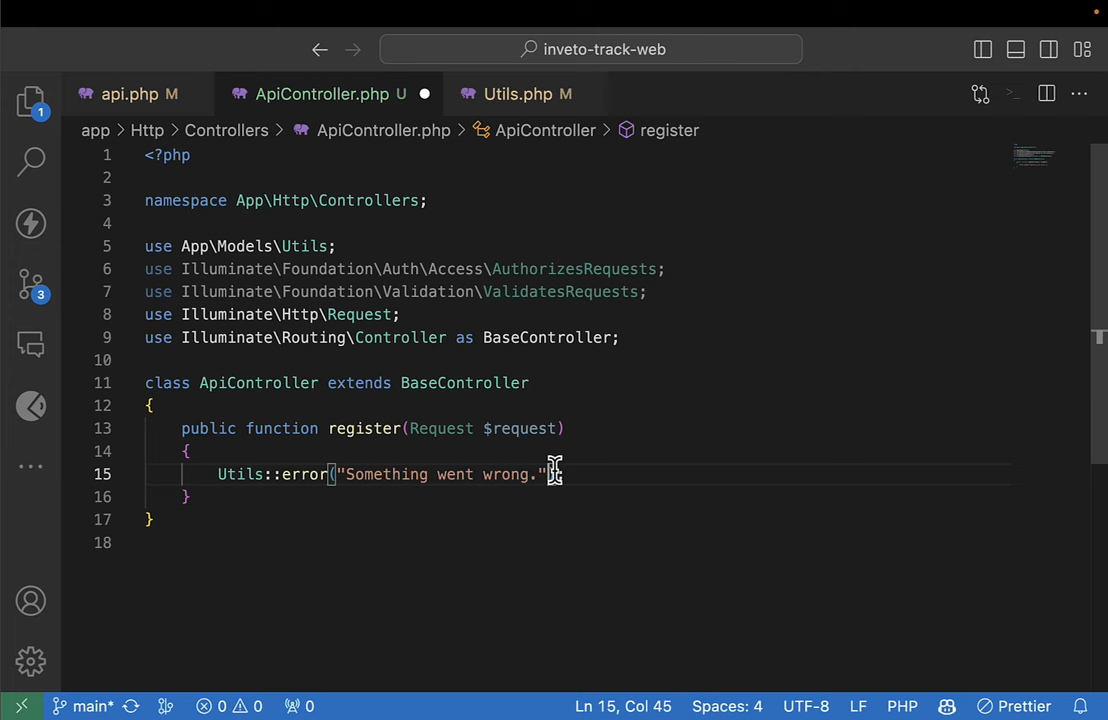 inveto-track-web
1
api.php M
ApiController.php U
Utils.php M
app > Http > Controllers > ApiController.php > ApiController > register
1 <?php
2
3 namespace App\Http\Controllers;
4
5 use App\Models\Utils;
6 use Illuminate\Foundation\Auth\Access\AuthorizesRequests;
7 use Illuminate\Foundation\Validation\ValidatesRequests;
8 use Illuminate\Http\Request;
9 use Illuminate\Routing\Controller as BaseController;
10
11 class ApiController extends BaseController
12 {
13 public function register(Request $request)
14 {
15 Utils::error("Something went wrong.");
16 }
17 }
18
3
main* 0 0 0 Ln 15, Col 45 Spaces: 4 UTF-8 LF PHP Prettier